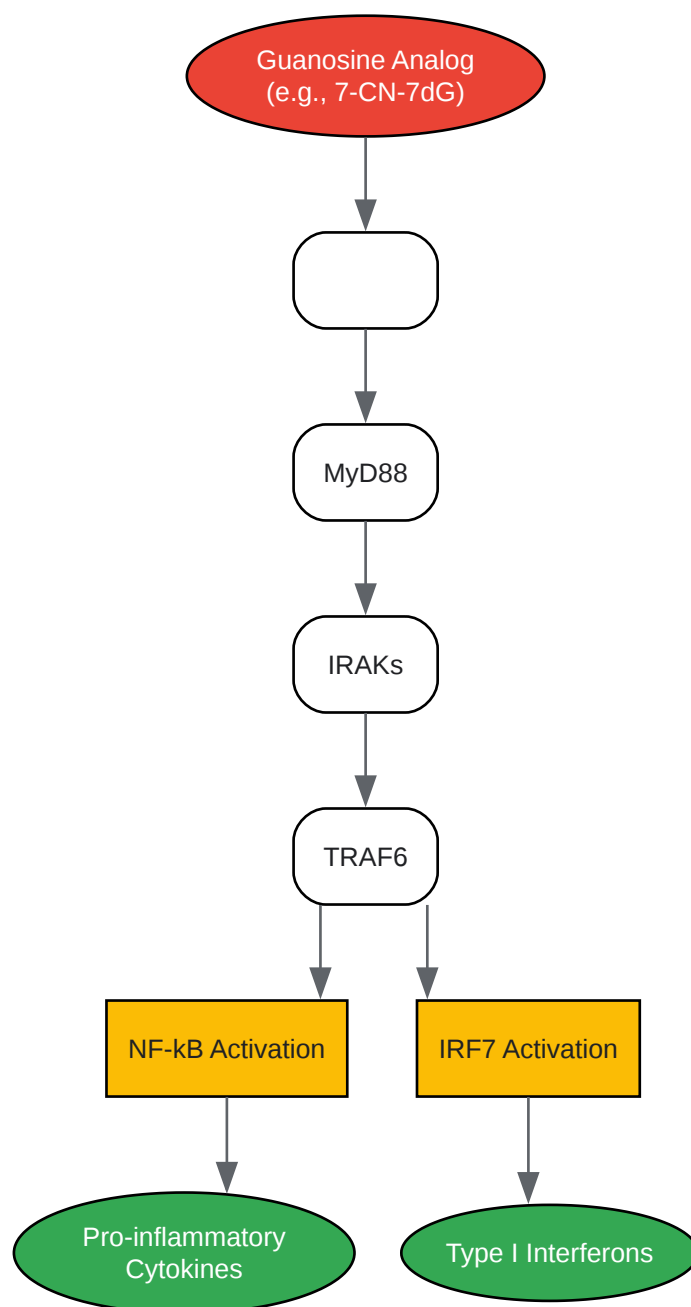 Guanosine Analog
(e.g., 7-CN-7dG)
MyD88
IRAKs
TRAF6
NF-kB Activation
IRF7 Activation
Pro-inflammatory
Cytokines
Type I Interferons